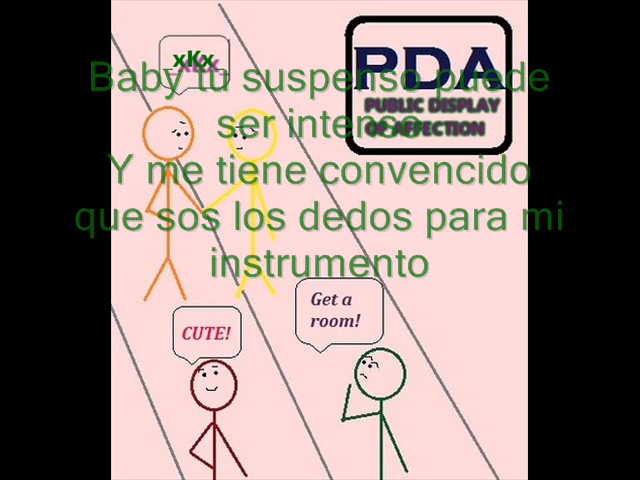 xKx
PDA
PUBLIC DISPLAY
OF AFFECTION
Baby tú suspenso puede
ser intenso
Y me tiene convencido
que sos los dedos para mi
instrumento
Get a
room!
CUTE!